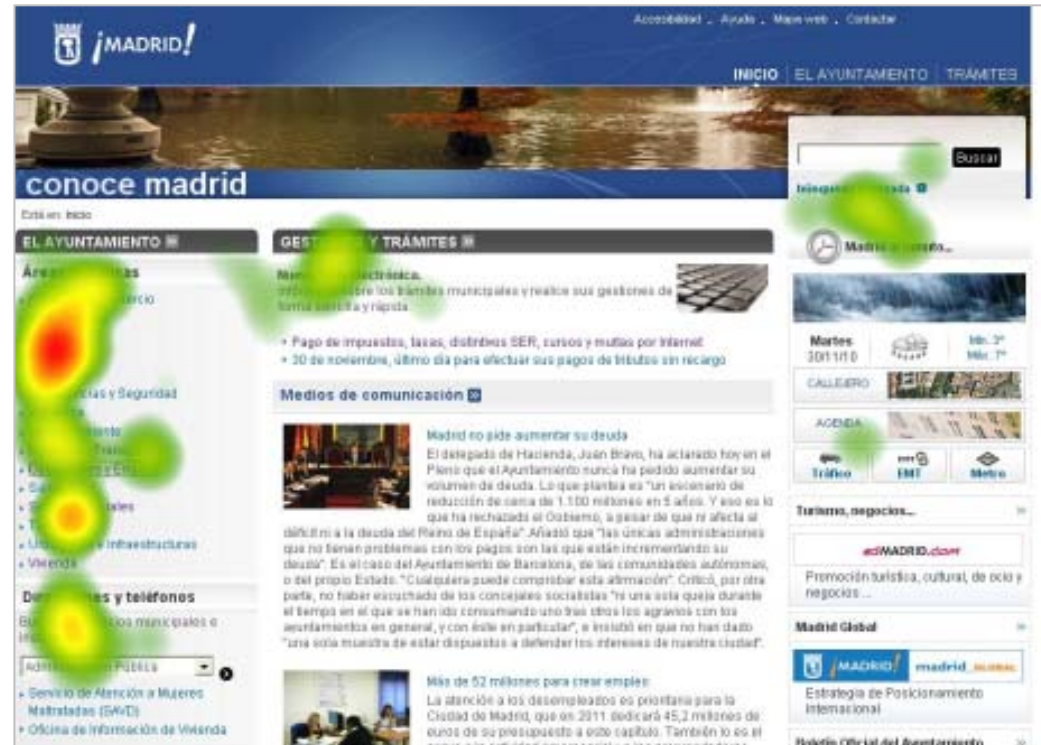 Accesibilidad . Ayuda . Mapa web . Contactar
¡MADRID!
INICIO EL AYUNTAMIENTO TRÁMITES
Buscar
conoce madrid
Está en: Inicio
EL AYUNTAMIENTO
y Seguridad
e Infraestructuras
Vivienda
y teléfonos
municipales o
Pública
Servicio de Atención a Mujeres
Maltratadas (SAVD)
Oficina de Información de Vivienda
Y TRÁMITES
los trámites municipales y realice sus gestiones de
forma sencilla y rápida.
Pago de impuestos, tasas, distintivos SER, cursos y multas por Internet
30 de noviembre, último día para efectuar sus pagos de tributos sin recargo
Medios de comunicación
Madrid no pide aumentar su deuda
El delegado de Hacienda, Juan Bravo, ha aclarado hoy en el
Pleno que el Ayuntamiento nunca ha pedido aumentar su
volumen de deuda. Lo que plantea es "un escenario de
reducción de cerca de 1.100 millones en 5 años. Y eso es lo
que ha rechazado el Gobierno, a pesar de que ni afecta al
déficit ni a la deuda del Reino de España". Añadió que "las únicas administraciones
que no tienen problemas con los pagos son las que están incrementando su
deuda". Es el caso del Ayuntamiento de Barcelona, de las comunidades autónomas,
o del propio Estado. "Cualquiera puede comprobar esta afirmación". Criticó, por otra
parte, no haber escuchado de los concejales socialistas "ni una sola queja durante
el tiempo en el que se han ido consumando uno tras otros los agravios con los
ayuntamientos en general, y con éste en particular", e insistió en que no han dado
"una sola muestra de estar dispuestos a defender los intereses de nuestra ciudad".
Más de 52 millones para crear empleo
La atención a los desempleados es prioritaria para la
Ciudad de Madrid, que en 2011 dedicará 45,2 millones de
euros de su presupuesto a este capítulo. También lo es el
Martes
30/11/10
Mín. 3º
Máx. 7º
CALLEJERO
AGENDA
Tráfico EMT Metro
Turismo, negocios...
esMADRID.com
Promoción turística, cultural, de ocio y
negocios ...
Madrid Global
¡MADRID! madrid GLOBAL
Estrategia de Posicionamiento
Internacional
Boletín Oficial del Ayuntamiento